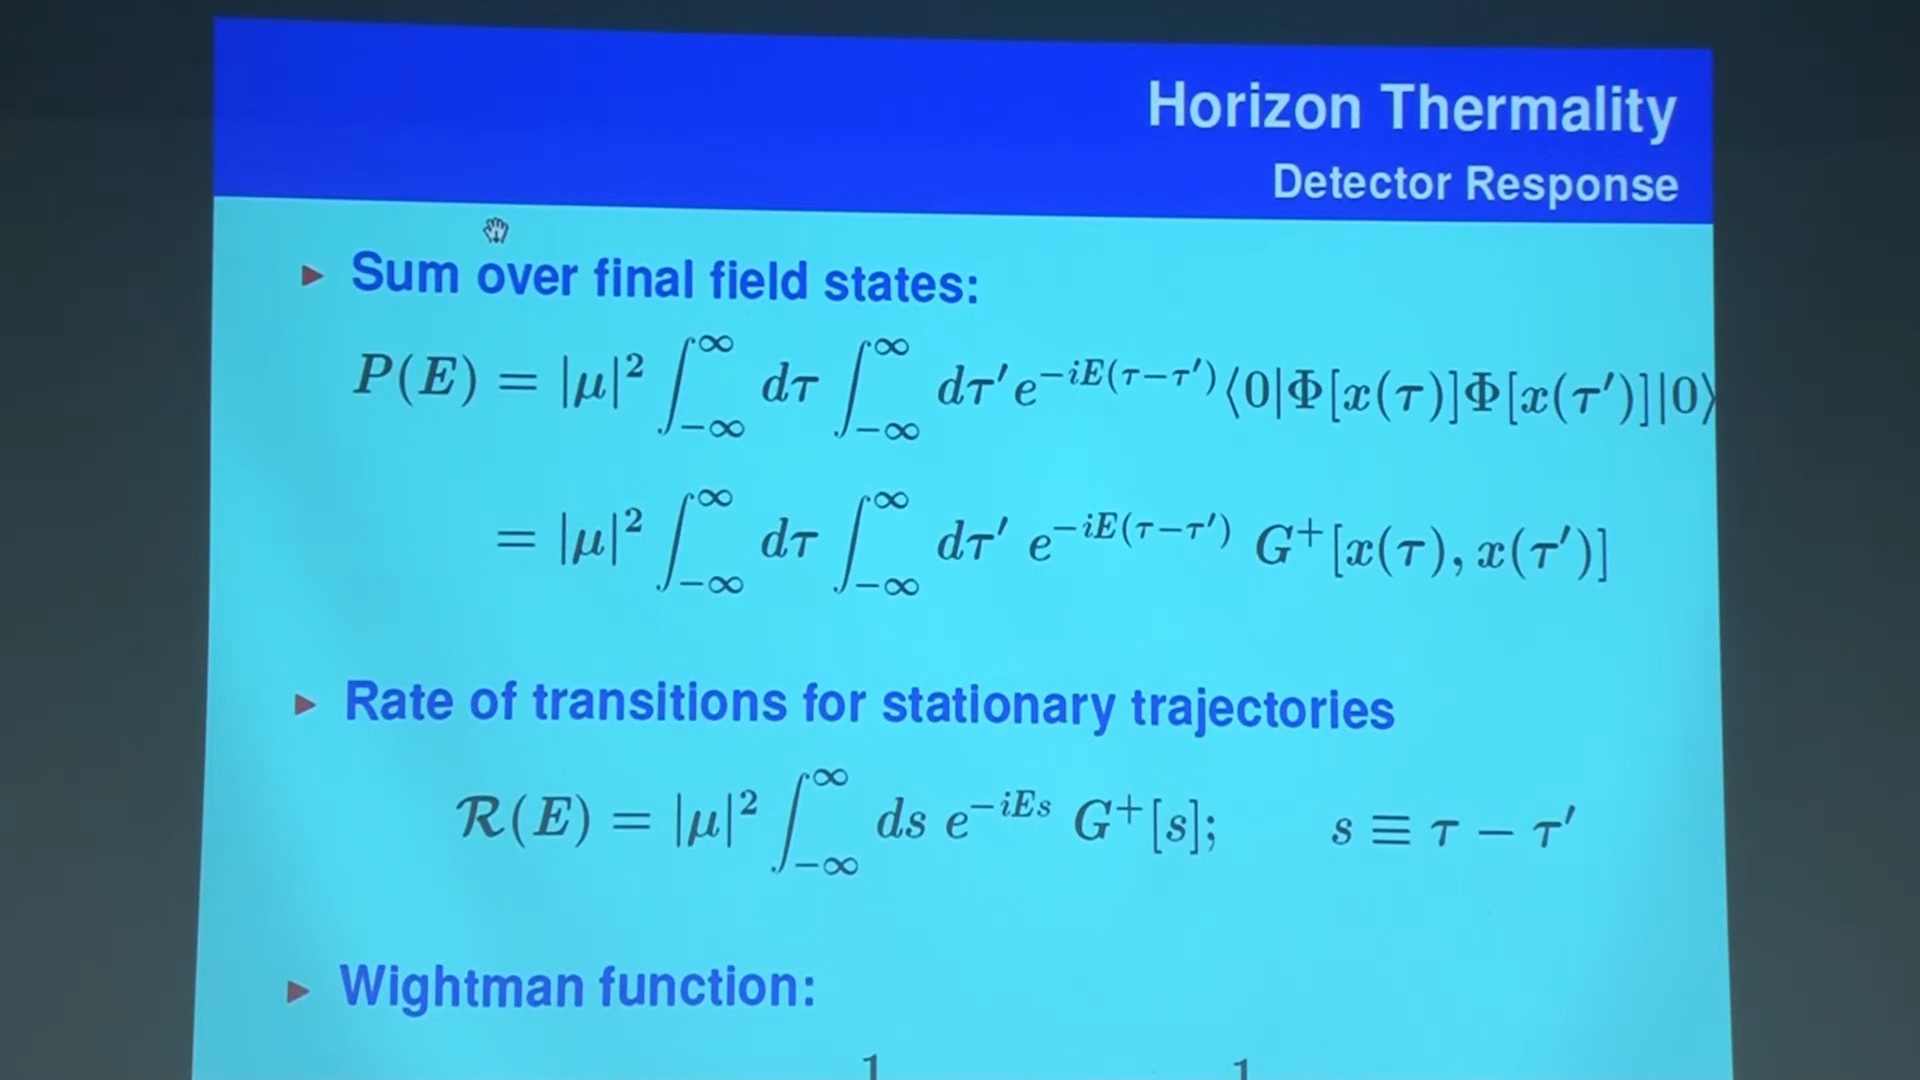 Horizon Thermality
Detector Response
▸ Sum over final field states:
P(E) = |μ|² ∫_{-∞}^{∞} dτ ∫_{-∞}^{∞} dτ′ e^{-iE(τ-τ′)} ⟨0|Φ[x(τ)]Φ[x(τ′)]|0⟩
= |μ|² ∫_{-∞}^{∞} dτ ∫_{-∞}^{∞} dτ′ e^{-iE(τ-τ′)} G⁺[x(τ), x(τ′)]
▸ Rate of transitions for stationary trajectories
ℛ(E) = |μ|² ∫_{-∞}^{∞} ds e^{-iEs} G⁺[s]; s ≡ τ − τ′
▸ Wightman function:
1 1